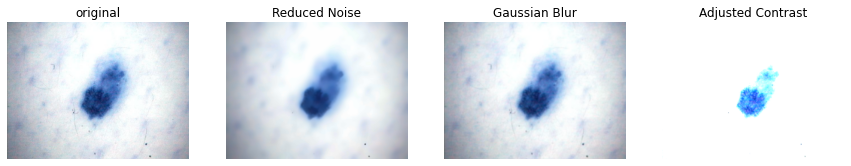 original
Reduced Noise
Gaussian Blur
Adjusted Contrast